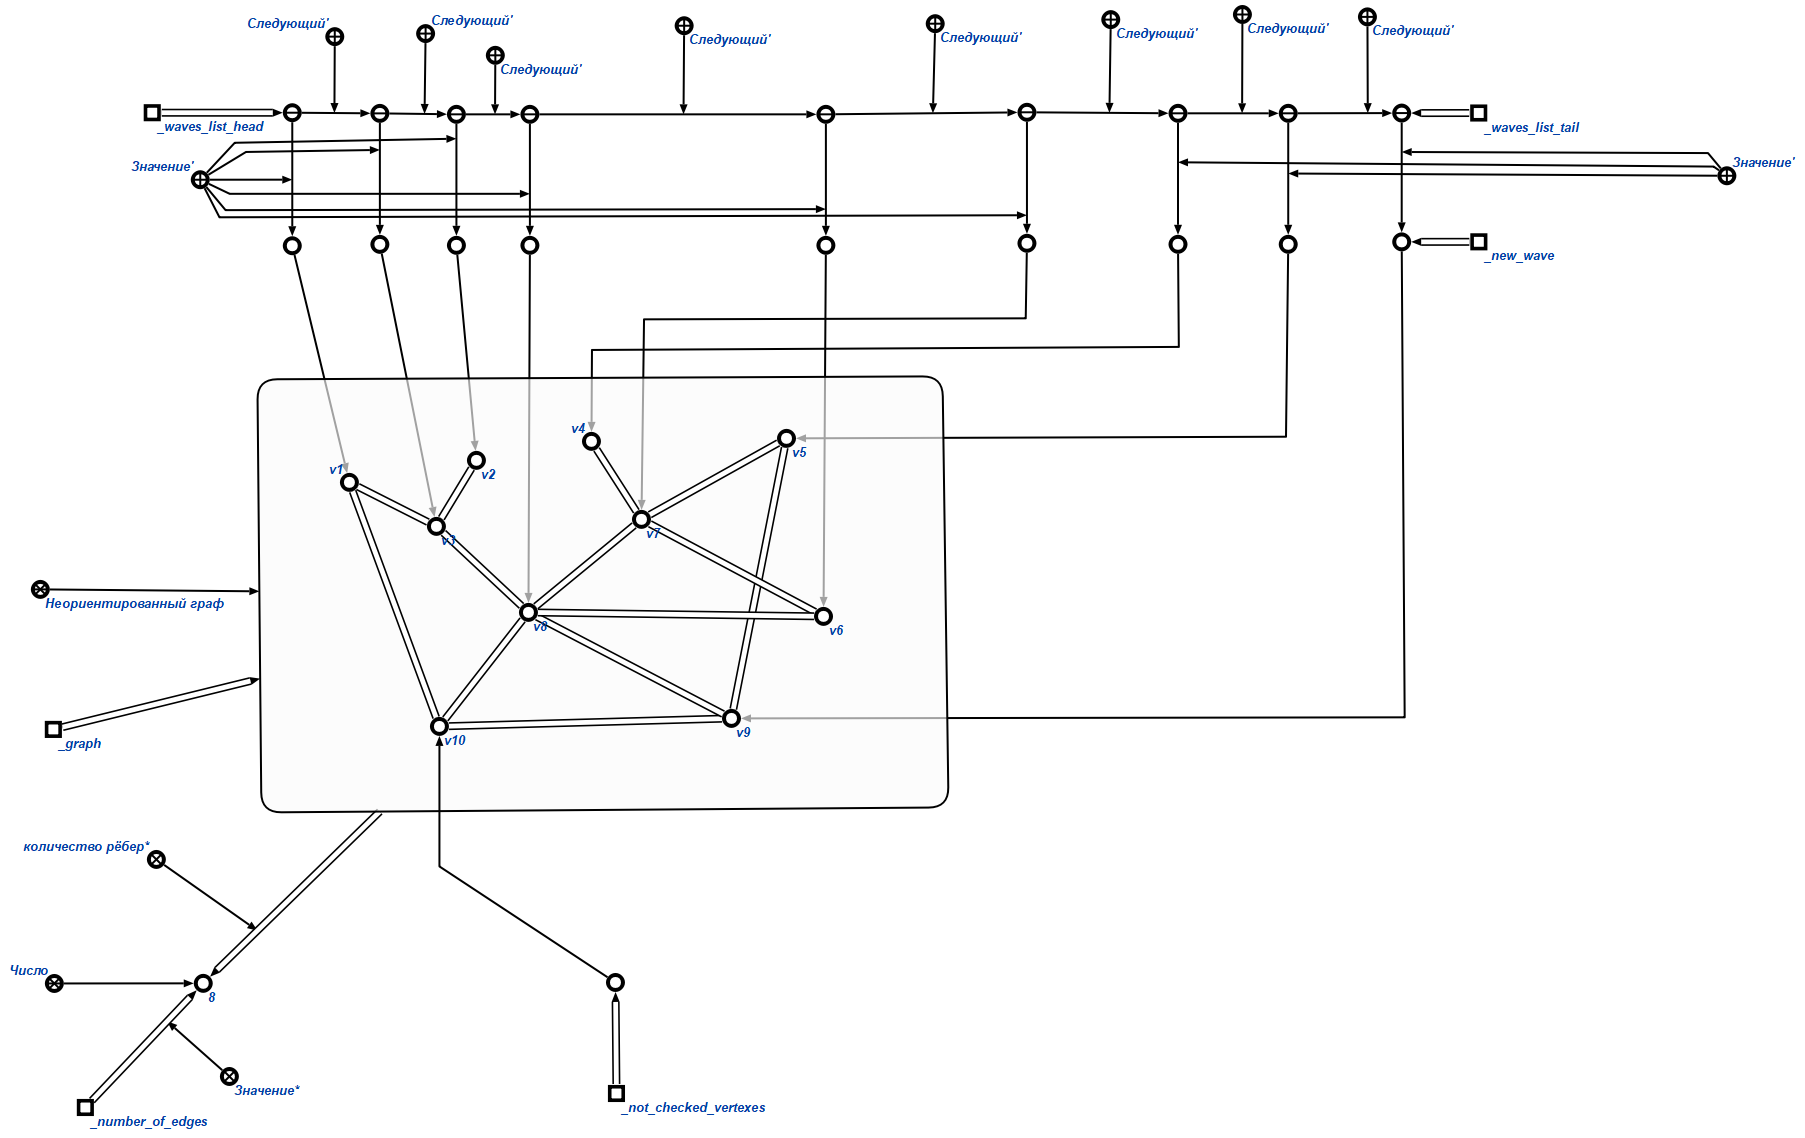 Следующий'
Следующий'
Следующий'
Следующий'
Следующий'
Следующий'
Следующий'
Следующий'
_waves_list_head
_waves_list_tail
Значение'
Значение'
_new_wave
v4
v5
v1
v2
v3
v7
v8
v6
Неориентированный граф
_graph
v10
v9
количество рёбер*
Число
8
Значение*
_number_of_edges
_not_checked_vertexes